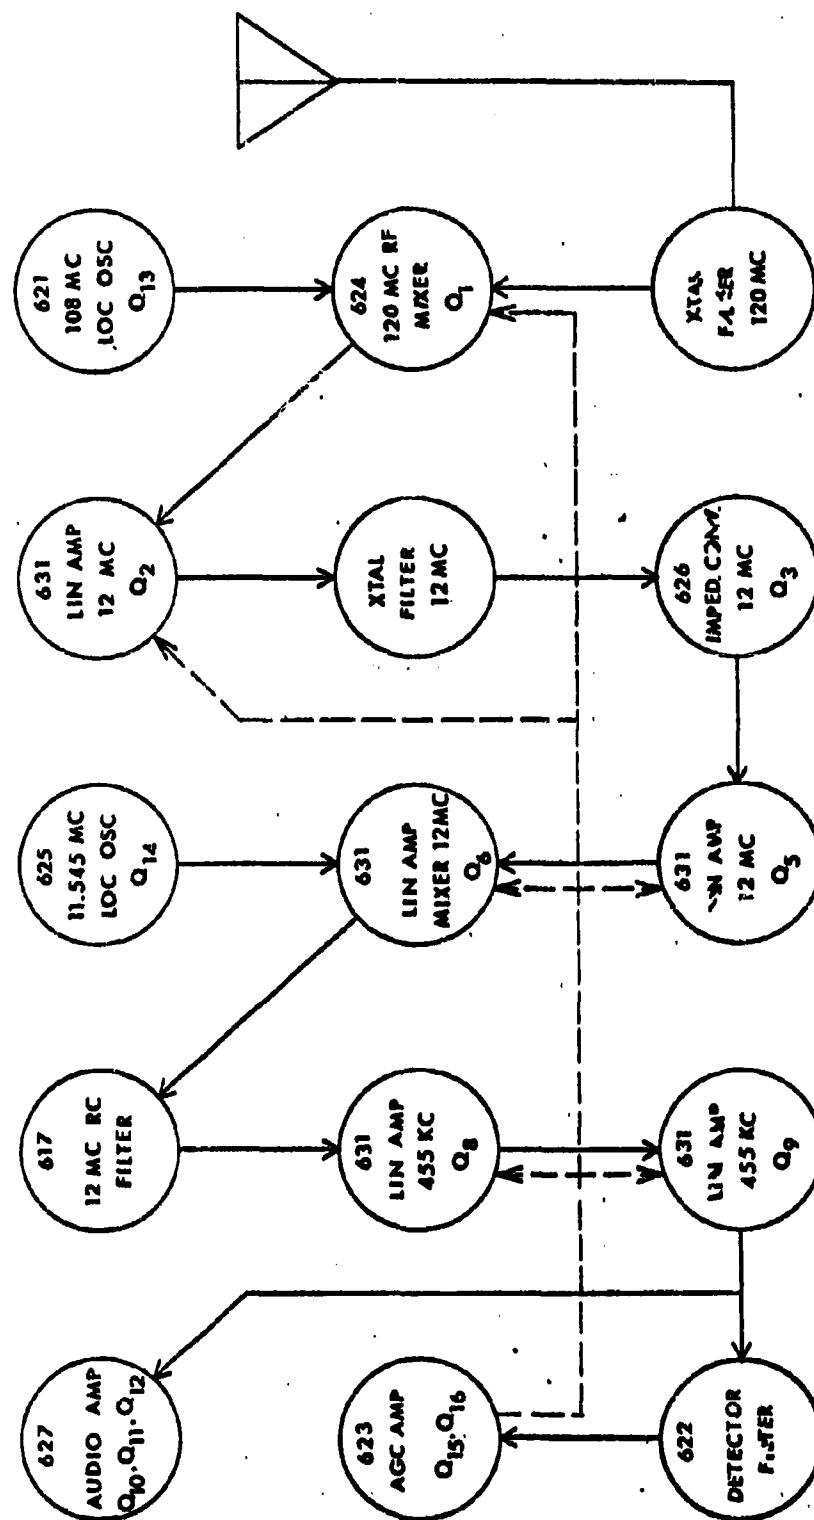 621
108 MC
LOC OSC
Q13
624
120 MC RF
MIXER
Q1
XTAL
120 MC
631
LIN AMP
12 MC
Q2
XTAL
FILTER
12 MC
626
IMPED.
12 MC
Q3
625
11.545 MC
LOC OSC
Q14
631
LIN AMP
MIXER 12MC
Q6
631
LIN AMP
12 MC
Q5
617
12 MC RC
FILTER
631
LIN AMP
455 KC
Q8
631
LIN AMP
455 KC
Q9
627
AUDIO AMP
Q10·Q11·Q12
623
AGC AMP
Q15·Q16
622
DETECTOR
FILTER